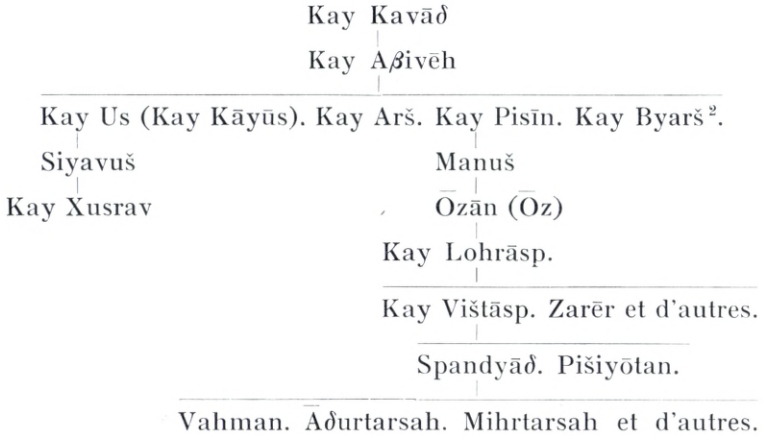 Kay Kavāδ
Kay Aβivēh
Kay Us (Kay Kāyūs). Kay Arš. Kay Pisīn. Kay Byarš².
Siyavuš Manuš
Kay Xusrav Ōzān (Ōz)
Kay Lohrāsp.
Kay Vištāsp. Zarēr et d'autres.
Spandyāδ. Pišiyōtan.
Vahman. Āδurtarsah. Mihrtarsah et d'autres.